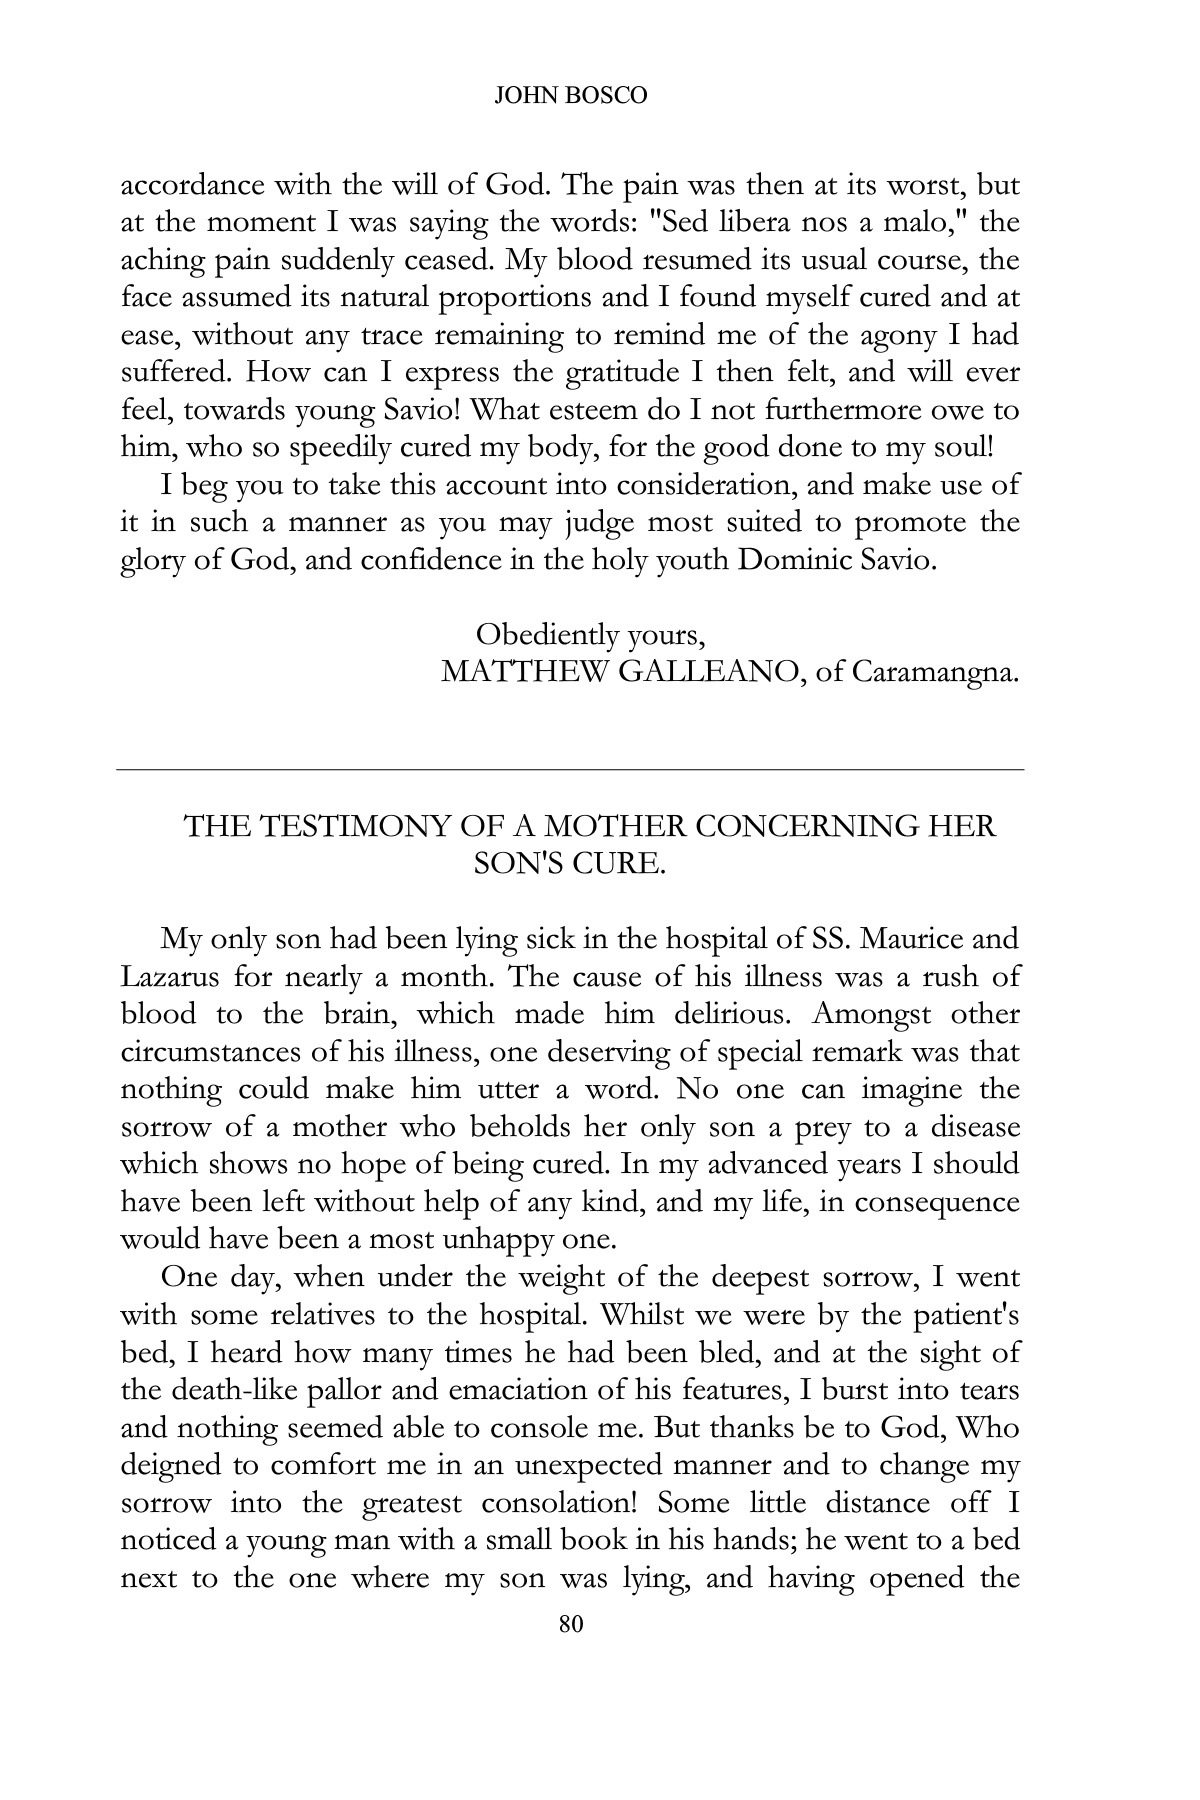 JOHN BOSCO
accordance with the will of God. The pain was then at its worst, but
at the moment I was saying the words: "Sed libera nos a malo," the
aching pain suddenly ceased. My blood resumed its usual course, the
face assumed its natural proportions and I found myself cured and at
ease, without any trace remaining to remind me of the agony I had
suffered. How can I express the gratitude I then felt, and will ever
feel, towards young Savio! What esteem do I not furthermore owe to
him, who so speedily cured my body, for the good done to my soul!
I beg you to take this account into consideration, and make use of
it in such a manner as you may judge most suited to promote the
glory of God, and confidence in the holy youth Dominic Savio.
Obediently yours,
MATTHEW GALLEANO, of Caramangna.
THE TESTIMONY OF A MOTHER CONCERNING HER
SON'S CURE.
My only son had been lying sick in the hospital of SS. Maurice and
Lazarus for nearly a month. The cause of his illness was a rush of
blood to the brain, which made him delirious. Amongst other
circumstances of his illness, one deserving of special remark was that
nothing could make him utter a word. No one can imagine the
sorrow of a mother who beholds her only son a prey to a disease
which shows no hope of being cured. In my advanced years I should
have been left without help of any kind, and my life, in consequence
would have been a most unhappy one.
One day, when under the weight of the deepest sorrow, I went
with some relatives to the hospital. Whilst we were by the patient's
bed, I heard how many times he had been bled, and at the sight of
the death-like pallor and emaciation of his features, I burst into tears
and nothing seemed able to console me. But thanks be to God, Who
deigned to comfort me in an unexpected manner and to change my
sorrow into the greatest consolation! Some little distance off I
noticed a young man with a small book in his hands; he went to a bed
next to the one where my son was lying, and having opened the
80